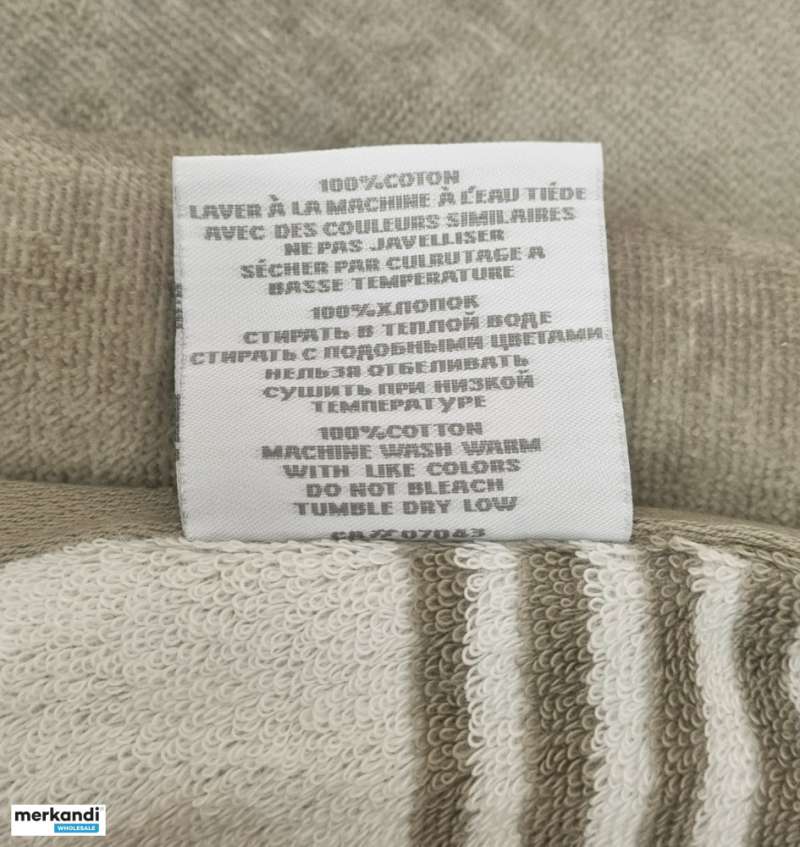 100%COTON
LAVER À LA MACHINE À L'EAU TIÉDE
AVEC DES COULEURS SIMILAIRES
NE PAS JAVELLISER
SÉCHER PAR CULRUTAGE A
BASSE TEMPERATURE
100%ХЛОПОК
СТИРАТЬ В ТЕПЛОЙ ВОДЕ
СТИРАТЬ С ПОДОБНЫМИ ЦВЕТАМИ
НЕЛЬЗЯ ОТБЕЛИВАТЬ
СУШИТЬ ПРИ НИЗКОЙ
ТЕМПЕРАТУРЕ
100%COTTON
MACHINE WASH WARM
WITH LIKE COLORS
DO NOT BLEACH
TUMBLE DRY LOW
07043
merkandi
WHOLESALE